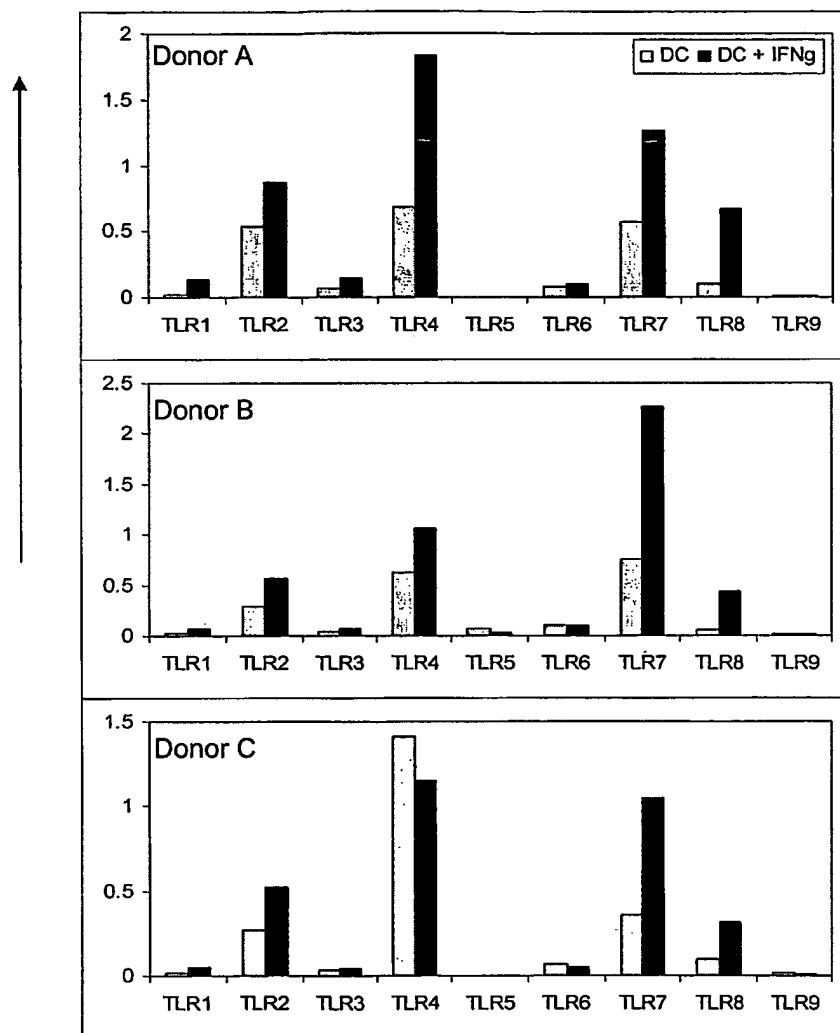 Donor A
DC DC + IFNg
2
1.5
1
0.5
0
TLR1 TLR2 TLR3 TLR4 TLR5 TLR6 TLR7 TLR8 TLR9
Donor B
2.5
2
1.5
1
0.5
0
TLR1 TLR2 TLR3 TLR4 TLR5 TLR6 TLR7 TLR8 TLR9
Donor C
1.5
1
0.5
0
TLR1 TLR2 TLR3 TLR4 TLR5 TLR6 TLR7 TLR8 TLR9